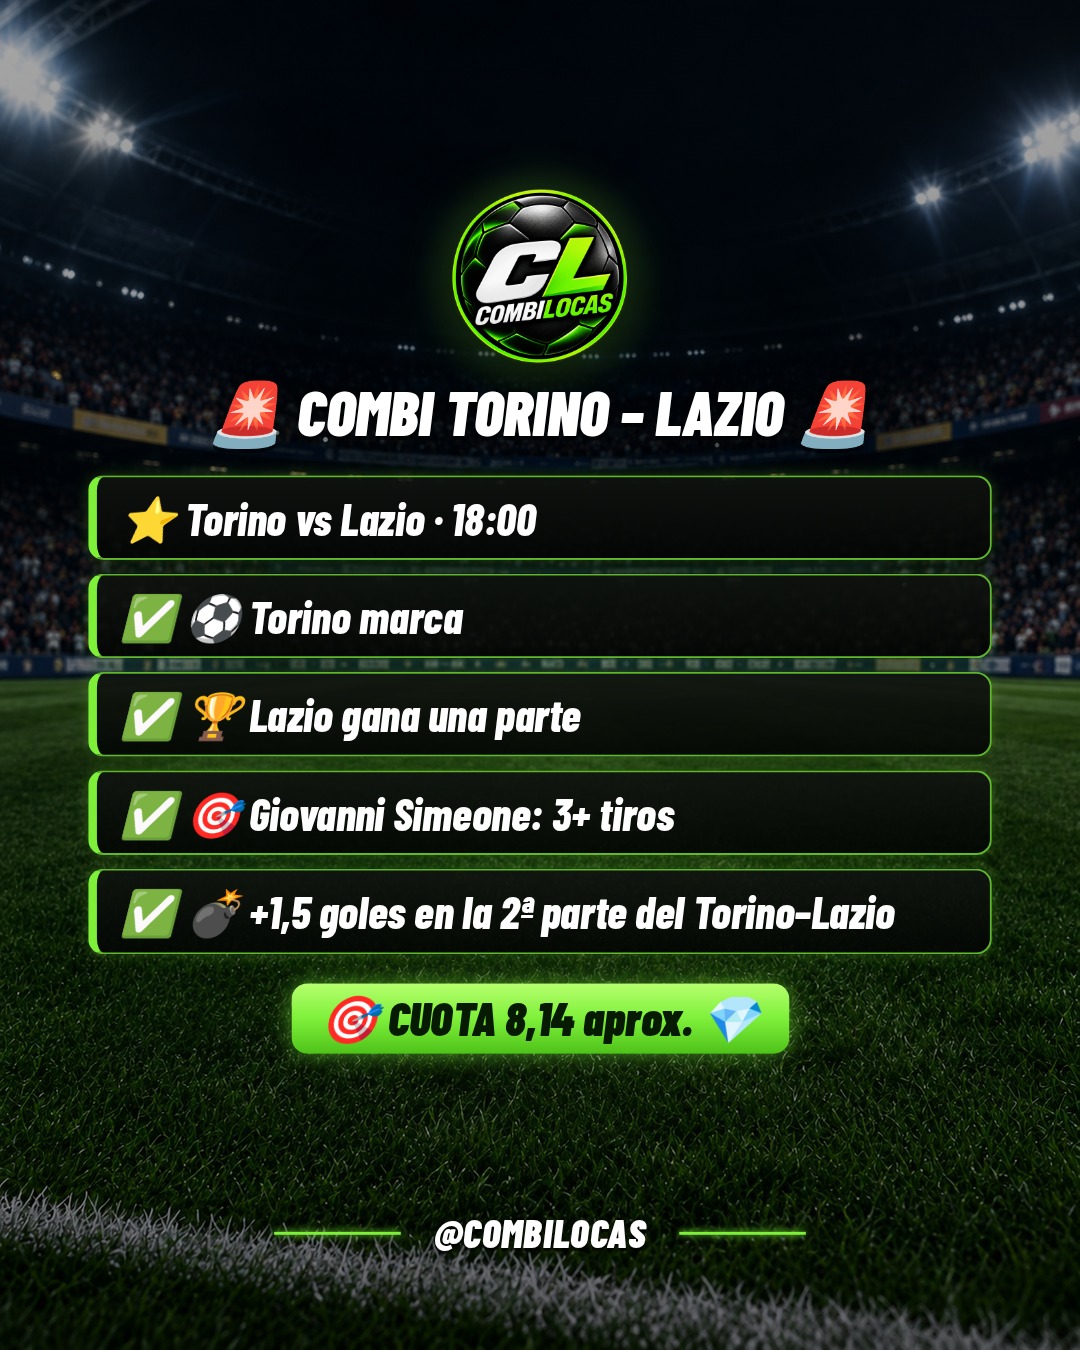 CL
COMBILOCAS
🚨 COMBI TORINO - LAZIO 🚨
⭐ Torino vs Lazio · 18:00
✅ ⚽ Torino marca
✅ 🏆 Lazio gana una parte
✅ 🎯 Giovanni Simeone: 3+ tiros
✅ 💣 +1,5 goles en la 2ª parte del Torino-Lazio
🎯 CUOTA 8,14 aprox. 💎
@COMBILOCAS